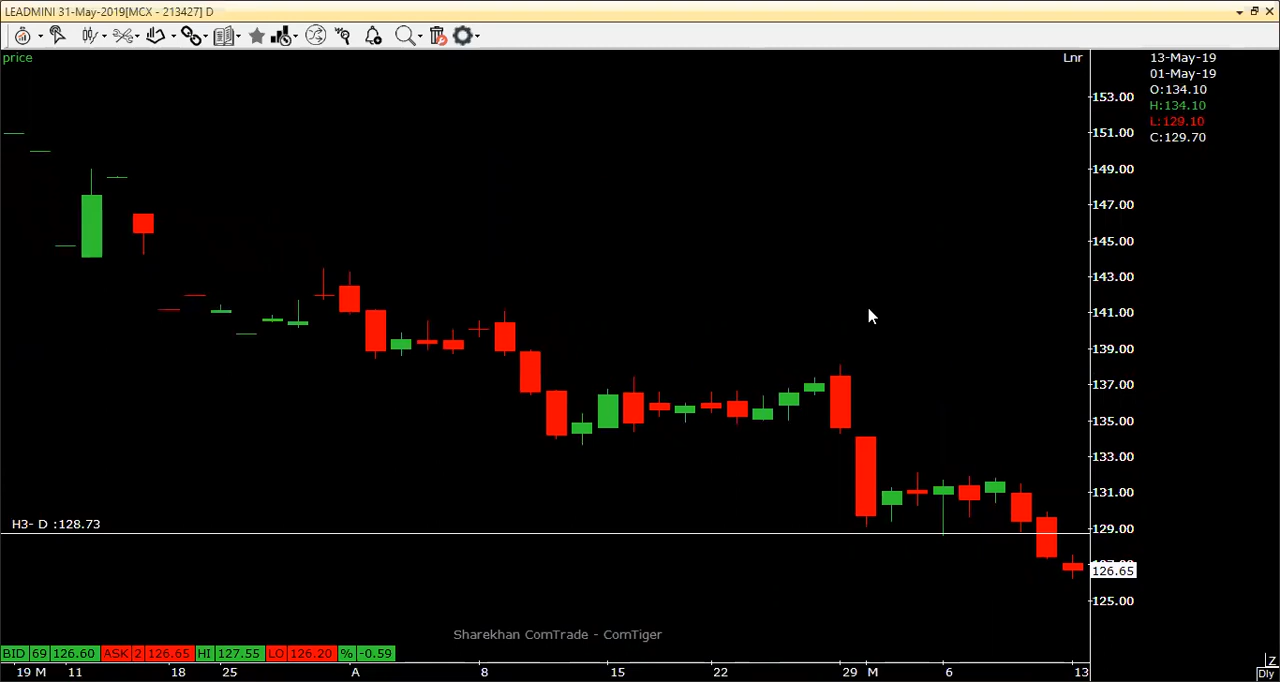 LEADMINI 31-May-2019[MCX - 213427] D
price
Lnr
13-May-19
01-May-19
O:134.10
H:134.10
L:129.10
C:129.70
153.00
151.00
149.00
147.00
145.00
143.00
141.00
139.00
137.00
135.00
133.00
131.00
129.00
126.65
125.00
H3- D :128.73
Sharekhan ComTrade - ComTiger
BID 69 126.60 ASK 2 126.65 HI 127.55 LO 126.20 % -0.59
19 M 11 18 25 A 8 15 22 29 M 6 13
Z
Dly